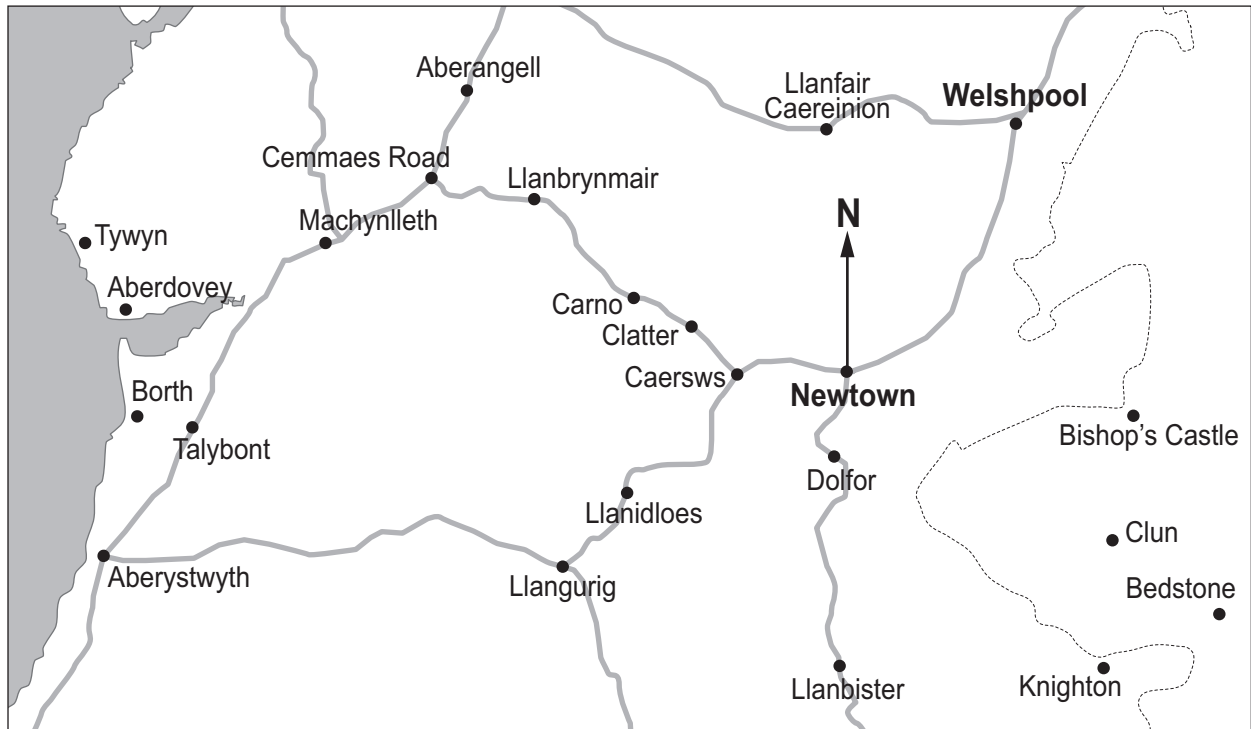 Aberangell
Llanfair
Caereinion
Welshpool
Cemmaes Road
Llanbrynmair
N
Machynlleth
Tywyn
Aberdovey
Carno
Clatter
Caersws
Newtown
Borth
Bishop's Castle
Talybont
Dolfor
Llanidloes
Clun
Aberystwyth
Llangurig
Bedstone
Llanbister
Knighton